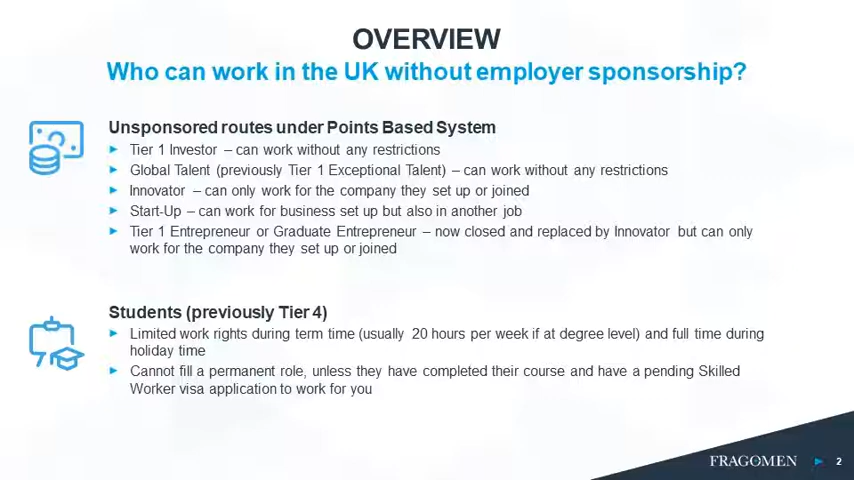 OVERVIEW
Who can work in the UK without employer sponsorship?
Unsponsored routes under Points Based System
► Tier 1 Investor – can work without any restrictions
► Global Talent (previously Tier 1 Exceptional Talent) – can work without any restrictions
► Innovator – can only work for the company they set up or joined
► Start-Up – can work for business set up but also in another job
► Tier 1 Entrepreneur or Graduate Entrepreneur – now closed and replaced by Innovator but can only
work for the company they set up or joined
Students (previously Tier 4)
► Limited work rights during term time (usually 20 hours per week if at degree level) and full time during
holiday time
► Cannot fill a permanent role, unless they have completed their course and have a pending Skilled
Worker visa application to work for you
FRAGOMEN ► 2